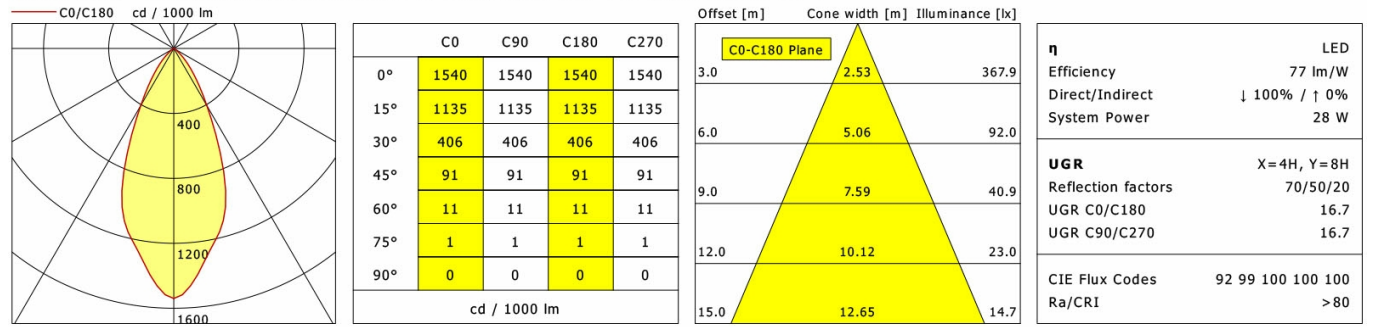 C0/C180 cd / 1000 lm
400
800
1200
1600
C0 C90 C180 C270
0° 1540 1540 1540 1540
15° 1135 1135 1135 1135
30° 406 406 406 406
45° 91 91 91 91
60° 11 11 11 11
75° 1 1 1 1
90° 0 0 0 0
cd / 1000 lm
Offset [m] Cone width [m] Illuminance [lx]
C0-C180 Plane
3.0 2.53 367.9
6.0 5.06 92.0
9.0 7.59 40.9
12.0 10.12 23.0
15.0 12.65 14.7
η LED
Efficiency 77 lm/W
Direct/Indirect ↓ 100% / ↑ 0%
System Power 28 W
UGR X=4H, Y=8H
Reflection factors 70/50/20
UGR C0/C180 16.7
UGR C90/C270 16.7
CIE Flux Codes 92 99 100 100 100
Ra/CRI >80